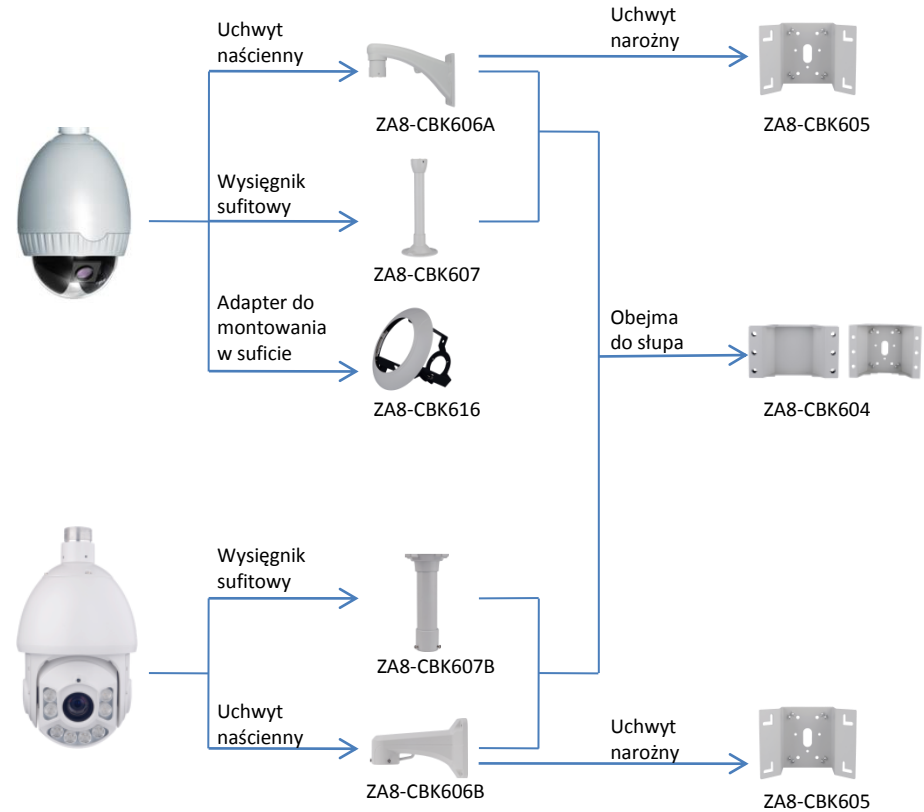 Uchwyt
naścienny
Uchwyt
narożny
ZA8-CBK606A
ZA8-CBK605
Wysięgnik
sufitowy
ZA8-CBK607
Adapter do
montowania
w suficie
Obejma
do słupa
ZA8-CBK616
ZA8-CBK604
Wysięgnik
sufitowy
ZA8-CBK607B
Uchwyt
naścienny
Uchwyt
narożny
ZA8-CBK606B
ZA8-CBK605